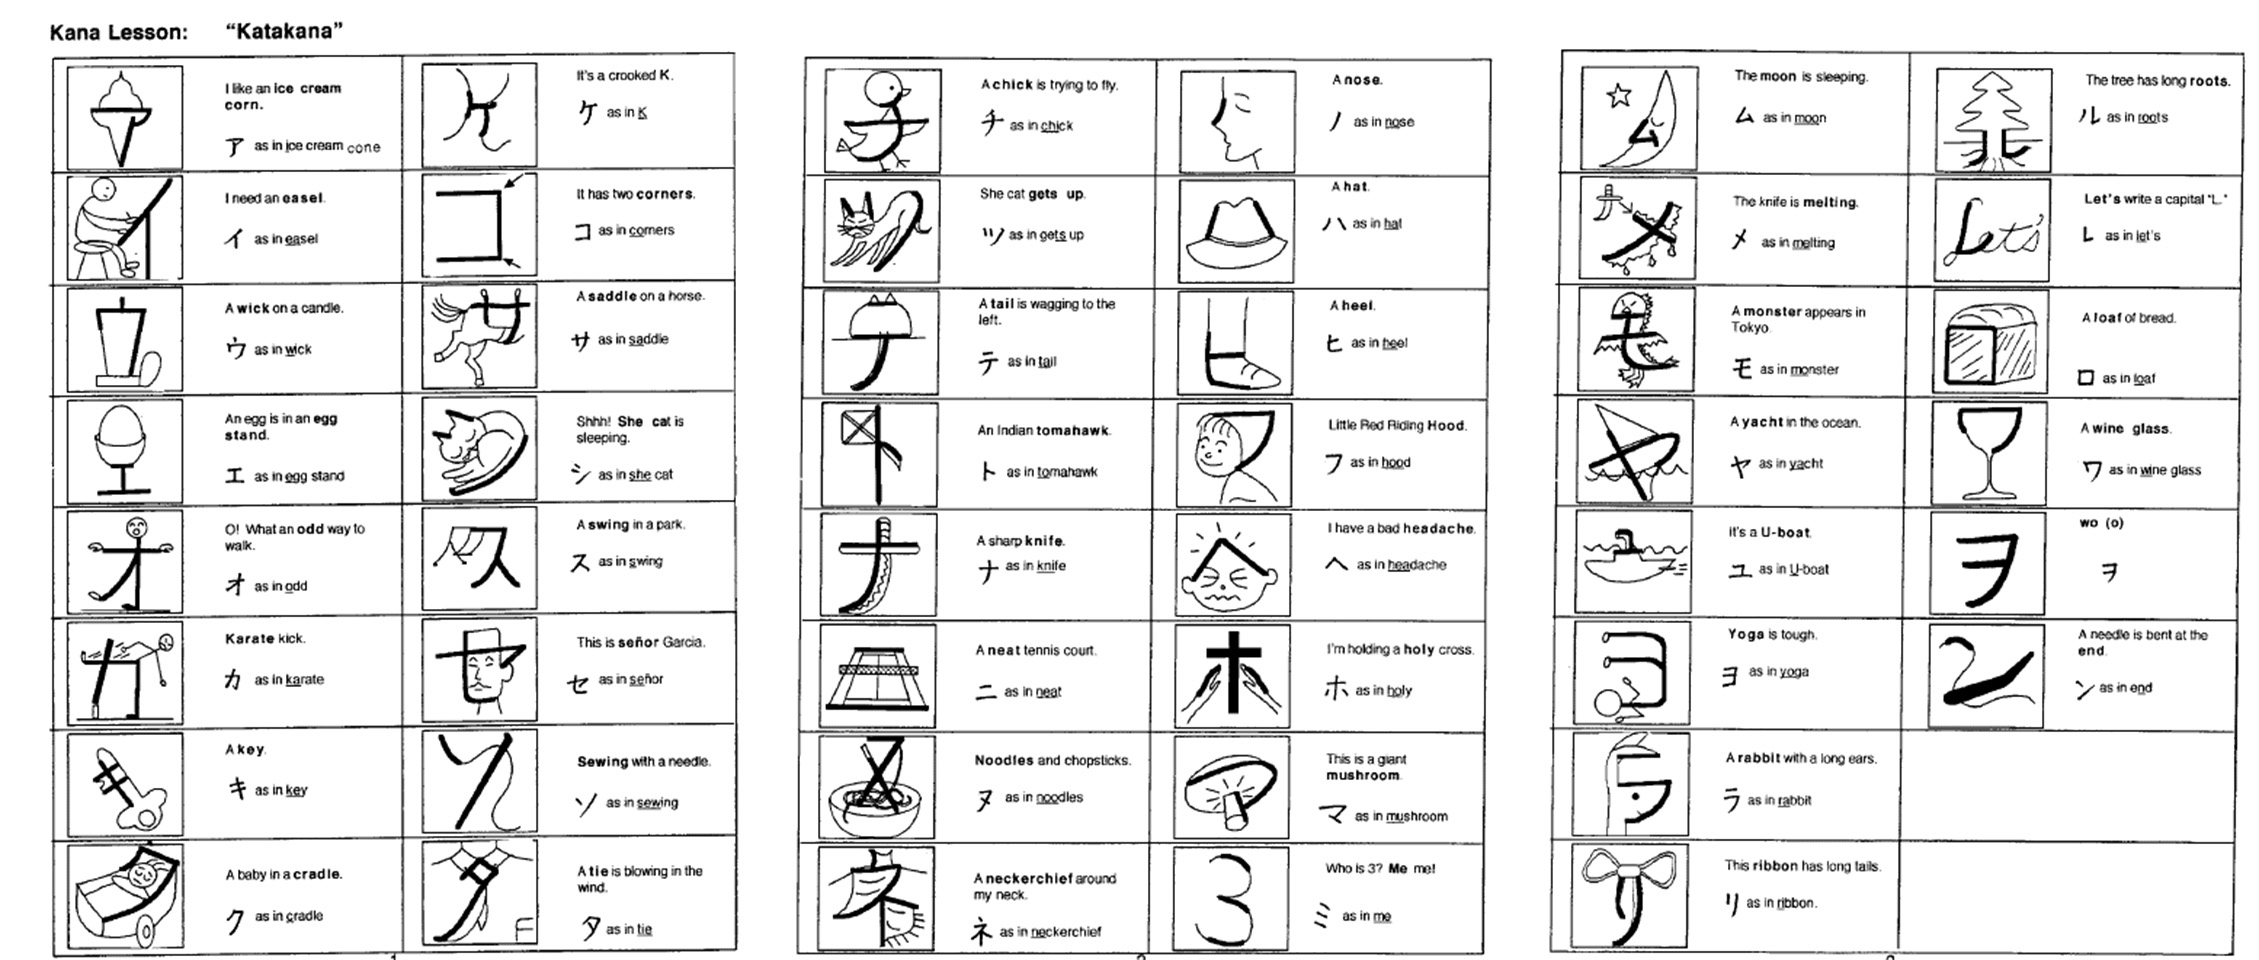 Kana Lesson: "Katakana"
I like an ice cream
corn.
ア as in ice cream cone
I need an easel.
イ as in easel
A wick on a candle.
ウ as in wick
An egg is in an egg
stand.
エ as in egg stand
O! What an odd way to
walk.
オ as in odd
Karate kick.
カ as in karate
A key.
キ as in key
A baby in a cradle.
ク as in cradle
It's a crooked K.
ケ as in K
It has two corners.
コ as in corners
A saddle on a horse.
サ as in saddle
Shhh! She cat is
sleeping.
シ as in she cat
A swing in a park.
ス as in swing
This is señor Garcia.
セ as in señor
Sewing with a needle.
ソ as in sewing
A tie is blowing in the
wind.
タ as in tie
A chick is trying to fly.
チ as in chick
She cat gets up.
ツ as in gets up
A tail is wagging to the
left.
テ as in tail
An Indian tomahawk.
ト as in tomahawk
A sharp knife.
ナ as in knife
A neat tennis court.
ニ as in neat
Noodles and chopsticks.
ヌ as in noodles
A neckerchief around
my neck.
ネ as in neckerchief
A nose.
ノ as in nose
A hat.
ハ as in hat
A heel.
ヒ as in heel
Little Red Riding Hood.
フ as in hood
I have a bad headache.
ヘ as in headache
I'm holding a holy cross.
ホ as in holy
This is a giant
mushroom.
マ as in mushroom
Who is 3? Me me!
ミ as in me
The moon is sleeping.
ム as in moon
The knife is melting.
メ as in melting
A monster appears in
Tokyo.
モ as in monster
A yacht in the ocean.
ヤ as in yacht
it's a U-boat.
ユ as in U-boat
Yoga is tough.
ヨ as in yoga
A rabbit with a long ears.
ラ as in rabbit
This ribbon has long tails.
リ as in ribbon.
The tree has long roots.
ル as in roots
Let's
Let's write a capital "L."
レ as in let's
A loaf of bread.
ロ as in loaf
A wine glass.
ワ as in wine glass
wo (o)
ヲ
ヲ
A needle is bent at the
end.
ン as in end